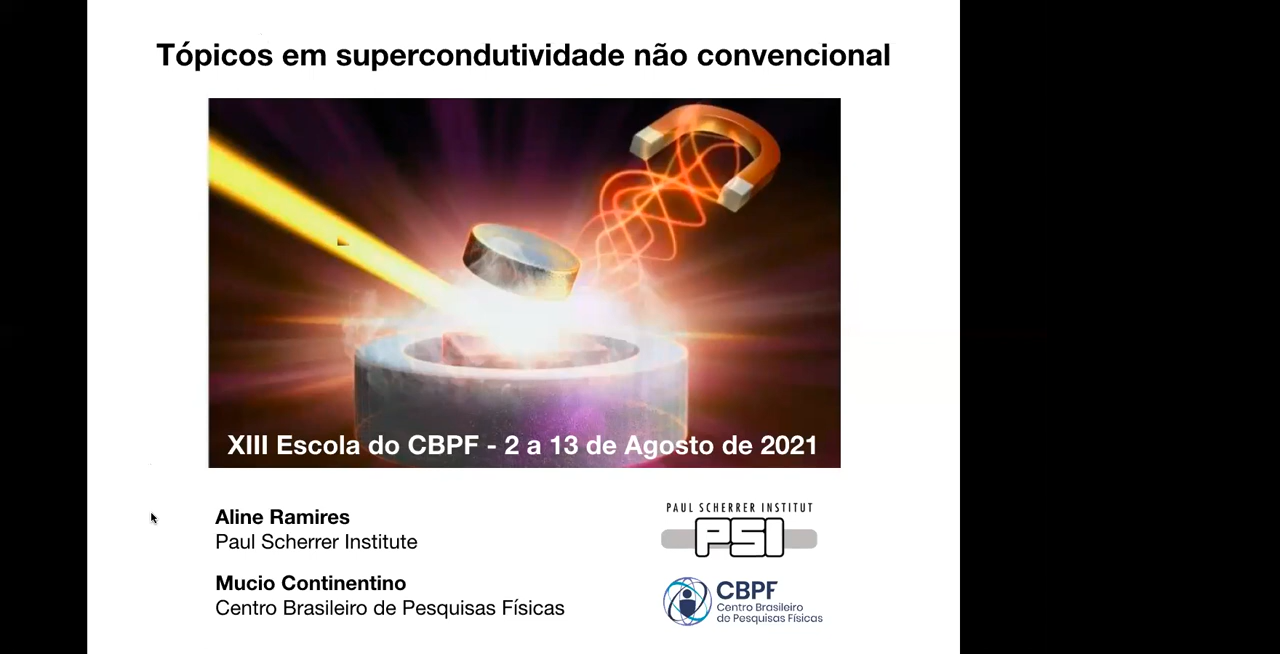 Tópicos em supercondutividade não convencional
XIII Escola do CBPF - 2 a 13 de Agosto de 2021
Aline Ramires
Paul Scherrer Institute
Mucio Continentino
Centro Brasileiro de Pesquisas Físicas
PAUL SCHERRER INSTITUT
PSI
CBPF
Centro Brasileiro
de Pesquisas Físicas